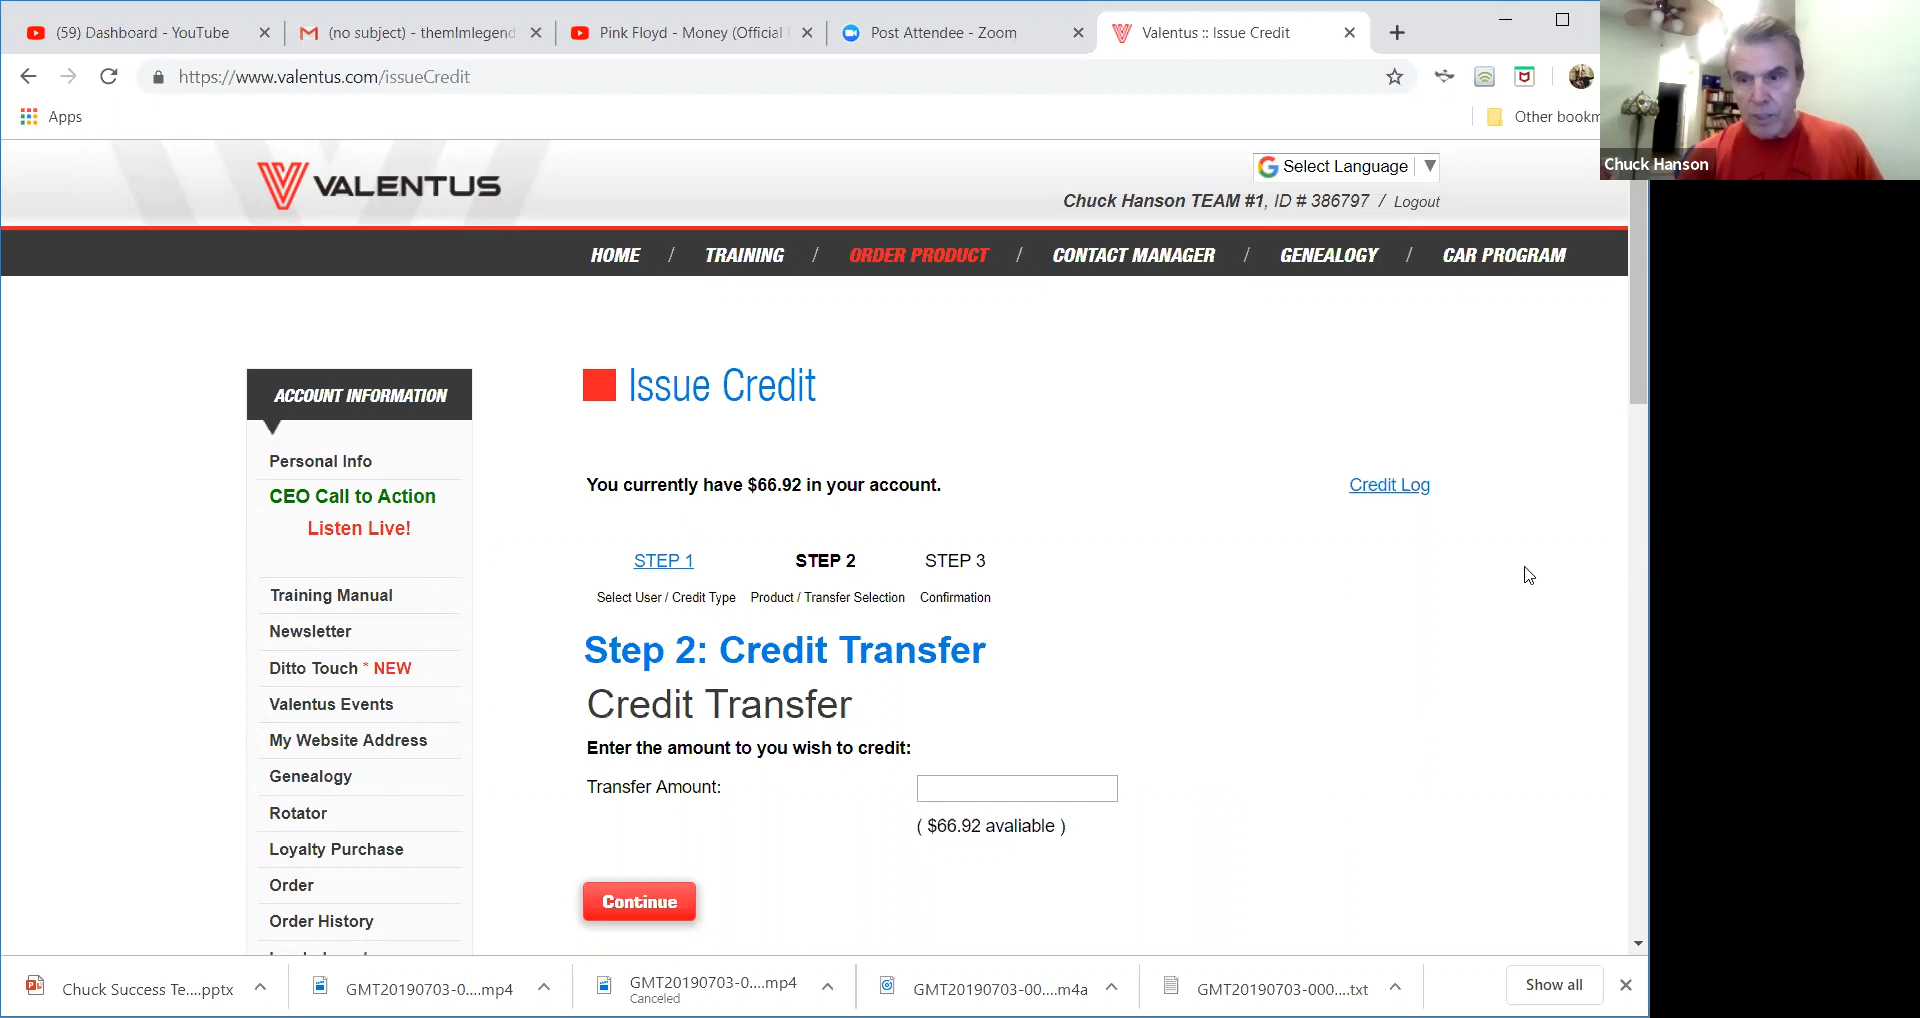 (59) Dashboard - YouTube
(no subject) - themlmlegend
Pink Floyd - Money (Official
Post Attendee - Zoom
Valentus :: Issue Credit
https://www.valentus.com/issueCredit
Apps
Other bookm
Chuck Hanson
VALENTUS
Select Language
Chuck Hanson TEAM #1, ID # 386797 / Logout
HOME / TRAINING / ORDER PRODUCT / CONTACT MANAGER / GENEALOGY / CAR PROGRAM
ACCOUNT INFORMATION
Personal Info
CEO Call to Action
Listen Live!
Training Manual
Newsletter
Ditto Touch * NEW
Valentus Events
My Website Address
Genealogy
Rotator
Loyalty Purchase
Order
Order History
Issue Credit
You currently have $66.92 in your account.
Credit Log
STEP 1
STEP 2
STEP 3
Select User / Credit Type
Product / Transfer Selection
Confirmation
Step 2: Credit Transfer
Credit Transfer
Enter the amount to you wish to credit:
Transfer Amount:
( $66.92 avaliable )
Continue
Chuck Success Te....pptx
GMT20190703-0....mp4
GMT20190703-0....mp4
Canceled
GMT20190703-00....m4a
GMT20190703-000....txt
Show all